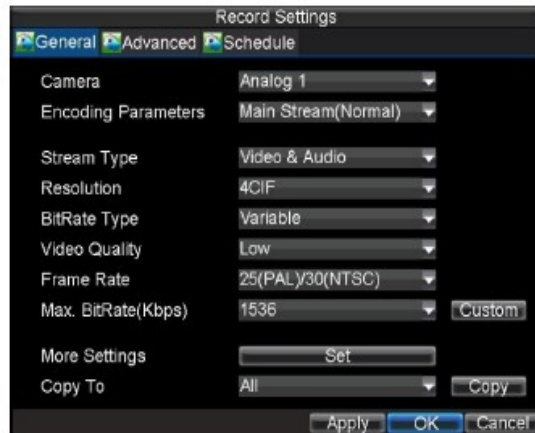 Record Settings
General Advanced Schedule
Camera Analog 1
Encoding Parameters Main Stream(Normal)
Stream Type Video & Audio
Resolution 4CIF
BitRate Type Variable
Video Quality Low
Frame Rate 25(PAL)/30(NTSC)
Max. BitRate(Kbps) 1536 Custom
More Settings Set
Copy To All Copy
Apply OK Cancel